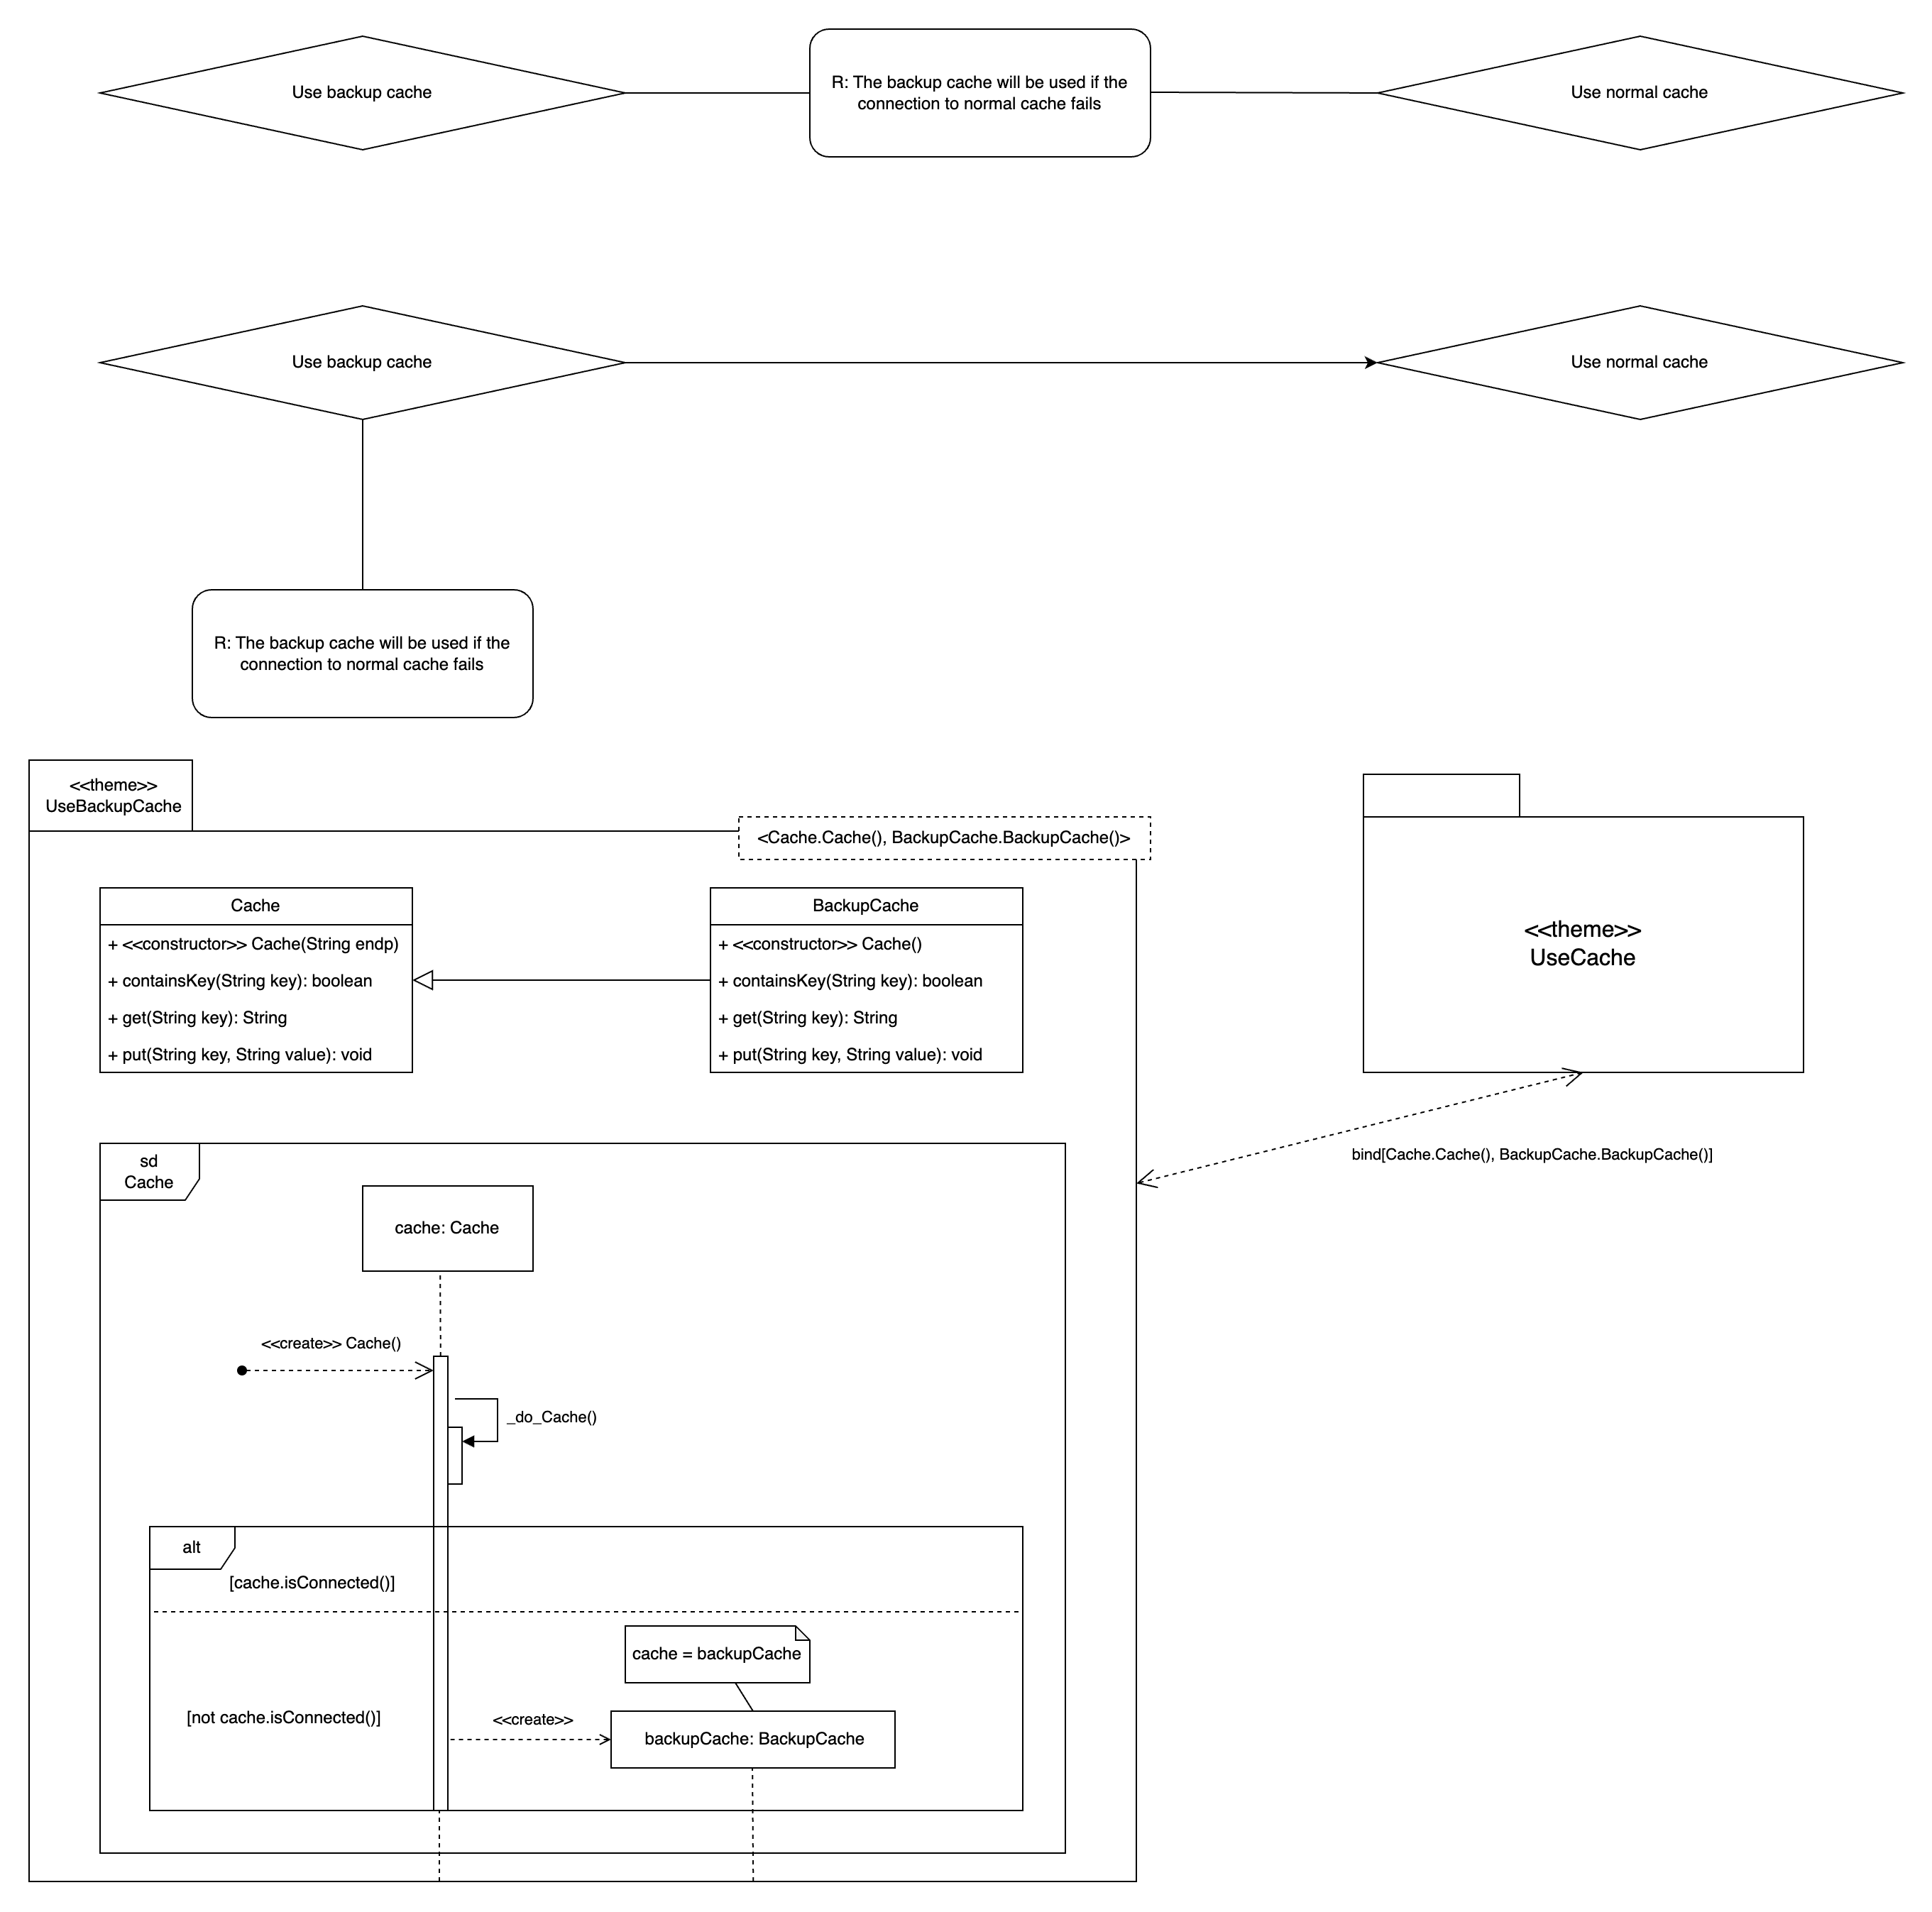 Use backup cache
R: The backup cache will be used if the
connection to normal cache fails
Use normal cache
Use backup cache
Use normal cache
R: The backup cache will be used if the
connection to normal cache fails
<<theme>>
UseBackupCache
<Cache.Cache(), BackupCache.BackupCache()>
Cache
+ <<constructor>> Cache(String endp)
+ containsKey(String key): boolean
+ get(String key): String
+ put(String key, String value): void
BackupCache
+ <<constructor>> Cache()
+ containsKey(String key): boolean
+ get(String key): String
+ put(String key, String value): void
<<theme>>
UseCache
bind[Cache.Cache(), BackupCache.BackupCache()]
sd
Cache
cache: Cache
<<create>> Cache()
_do_Cache()
alt
[cache.isConnected()]
cache = backupCache
[not cache.isConnected()]
<<create>>
backupCache: BackupCache